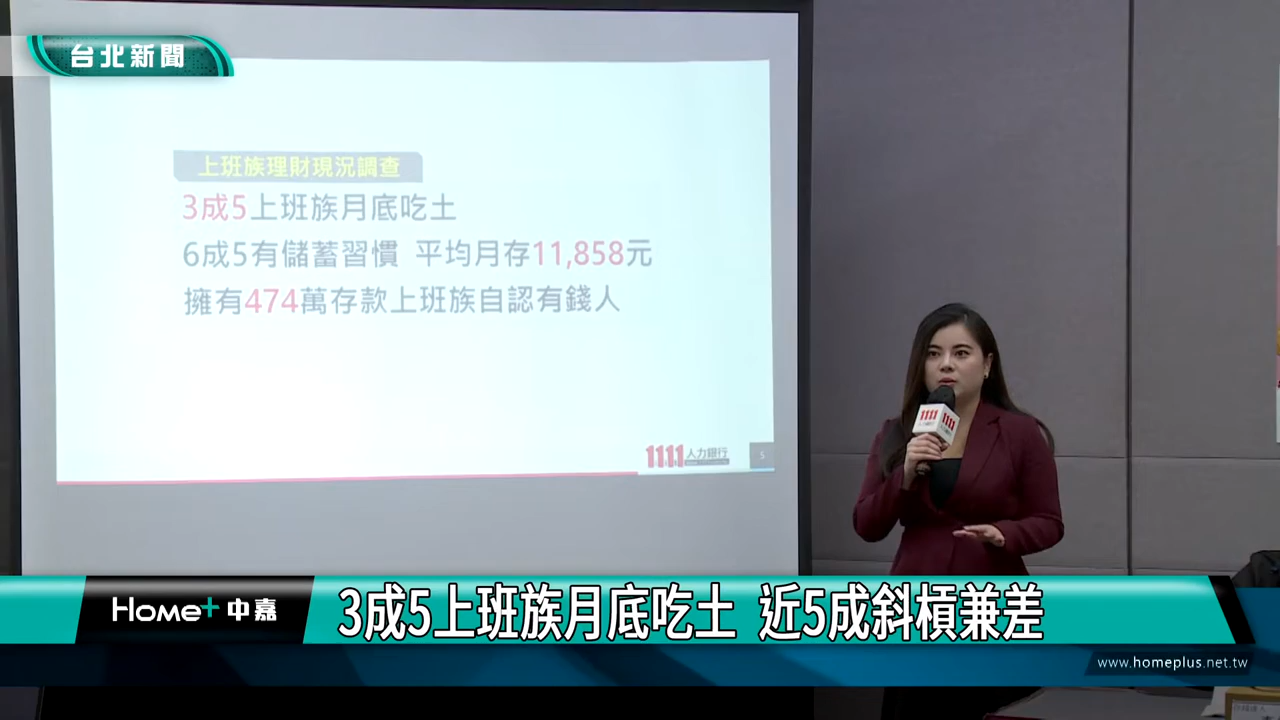 台北新聞
上班族理財現況調查
3成5上班族月底吃土
6成5有儲蓄習慣 平均月存11,858元
擁有474萬存款上班族自認有錢人
1111人力銀行
5
1111 1111
Home+中嘉
3成5上班族月底吃土 近5成斜槓兼差
www.homeplus.net.tw